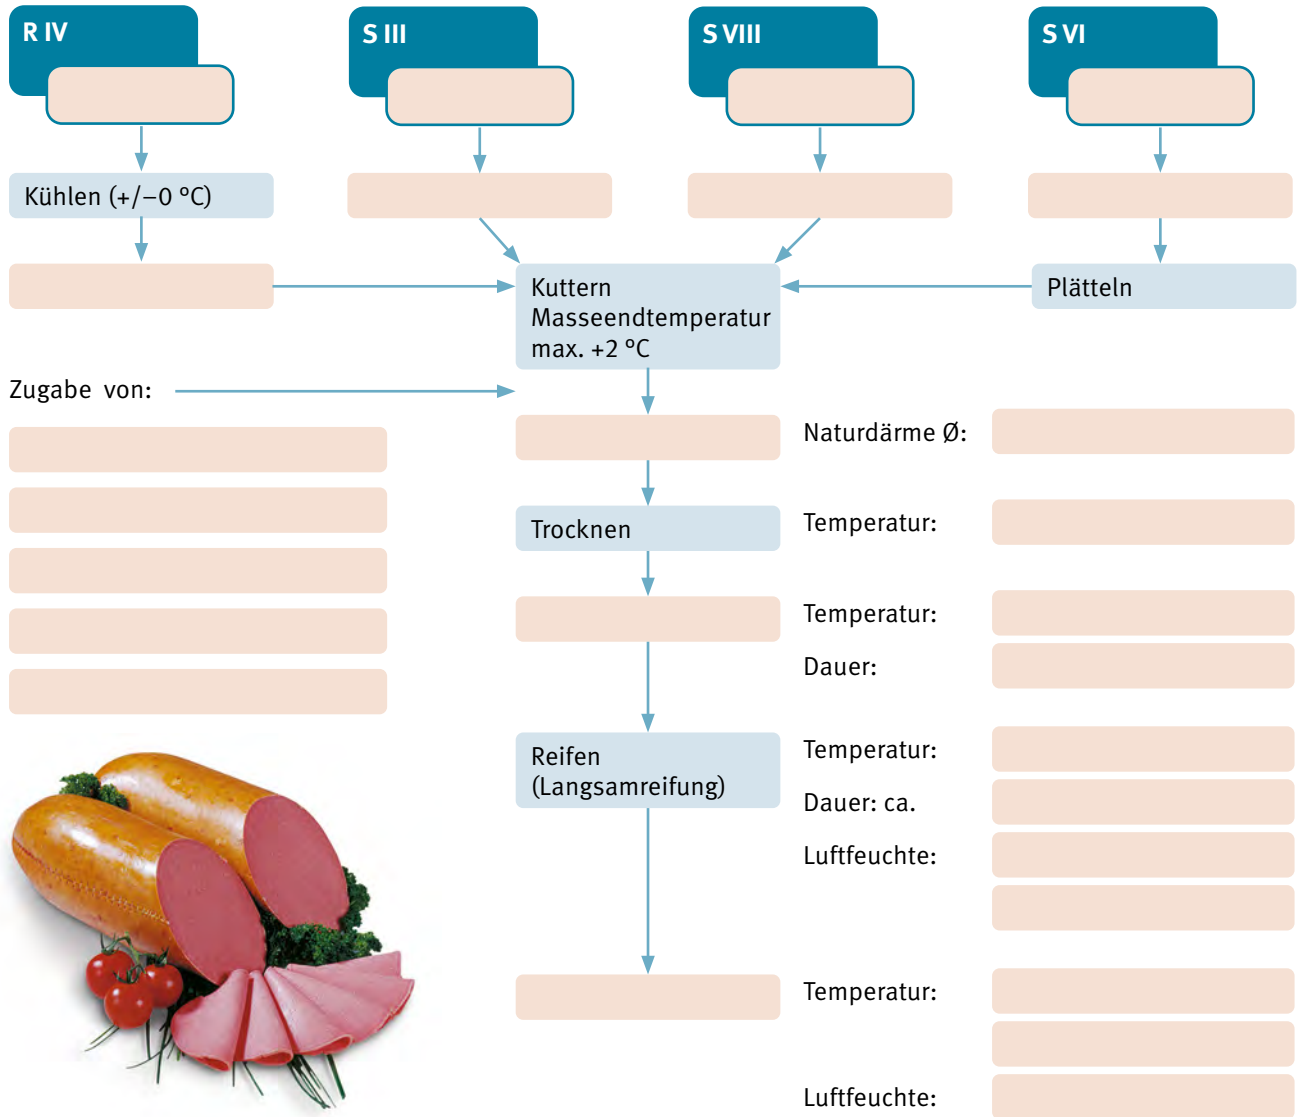 R IV
S III
S VIII
S VI
Kühlen (+/−0 °C)
Kuttern
Masseendtemperatur
max. +2 °C
Plätteln
Zugabe von:
Naturdärme Ø:
Trocknen
Temperatur:
Temperatur:
Dauer:
Reifen
(Langsamreifung)
Temperatur:
Dauer: ca.
Luftfeuchte:
Temperatur:
Luftfeuchte: